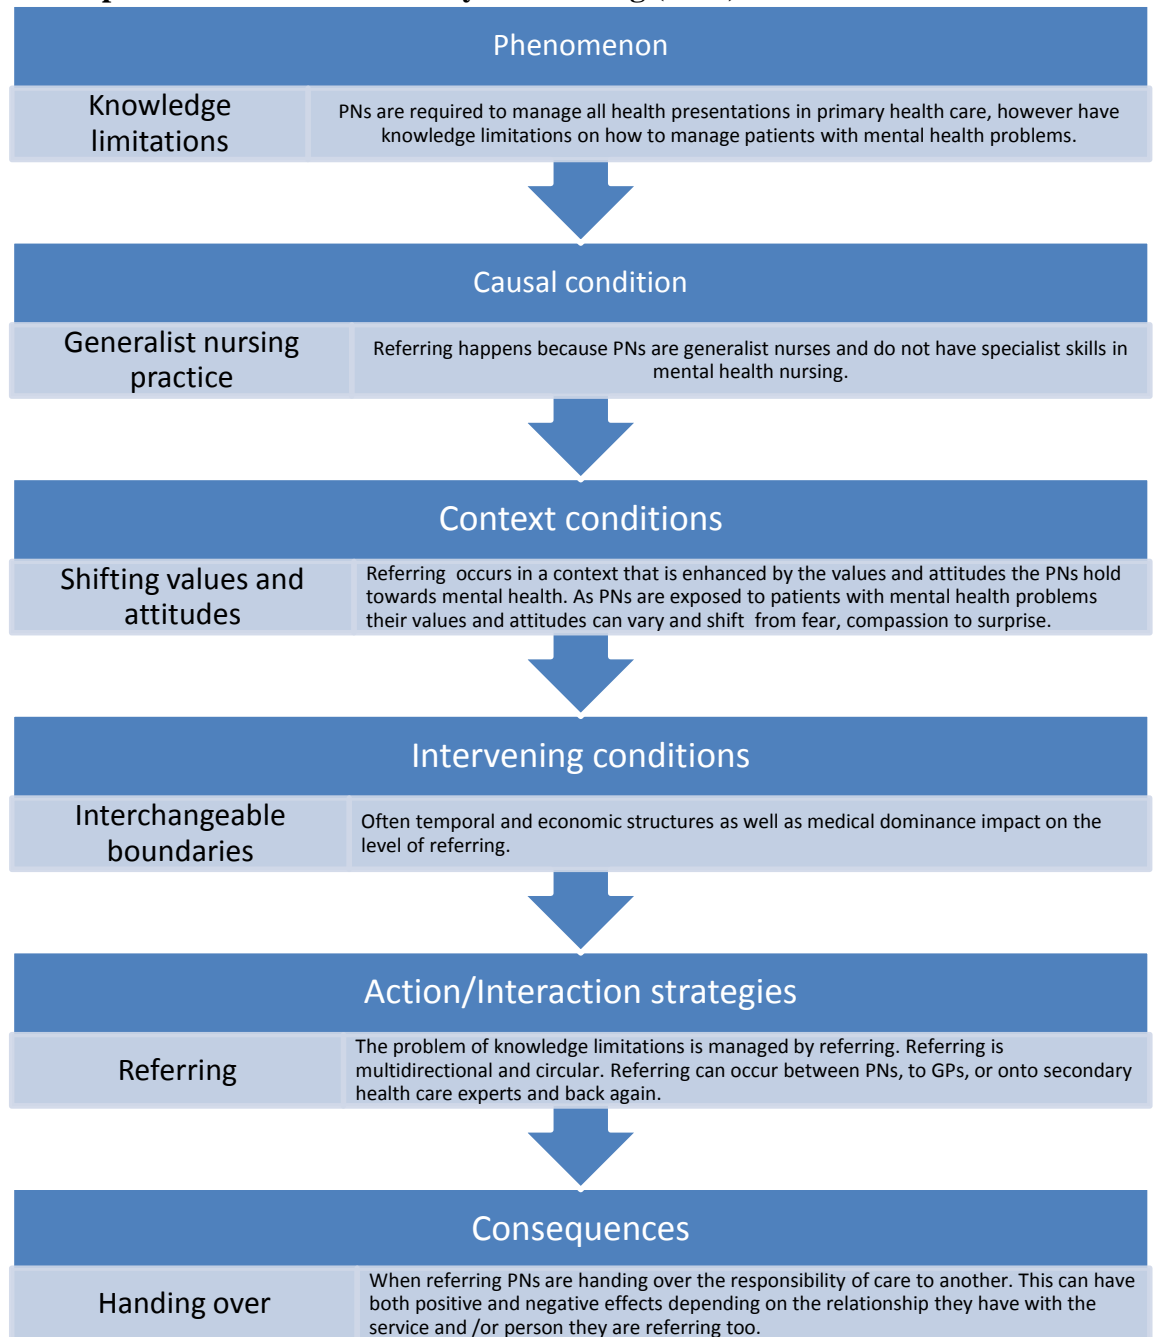 Phenomenon
Knowledge
limitations
PNs are required to manage all health presentations in primary health care, however have
knowledge limitations on how to manage patients with mental health problems.
Causal condition
Generalist nursing
practice
Referring happens because PNs are generalist nurses and do not have specialist skills in
mental health nursing.
Context conditions
Shifting values and
attitudes
Referring occurs in a context that is enhanced by the values and attitudes the PNs hold
towards mental health. As PNs are exposed to patients with mental health problems
their values and attitudes can vary and shift from fear, compassion to surprise.
Intervening conditions
Interchangeable
boundaries
Often temporal and economic structures as well as medical dominance impact on the
level of referring.
Action/Interaction strategies
Referring
The problem of knowledge limitations is managed by referring. Referring is
multidirectional and circular. Referring can occur between PNs, to GPs, or onto secondary
health care experts and back again.
Consequences
Handing over
When referring PNs are handing over the responsibility of care to another. This can have
both positive and negative effects depending on the relationship they have with the
service and /or person they are referring too.